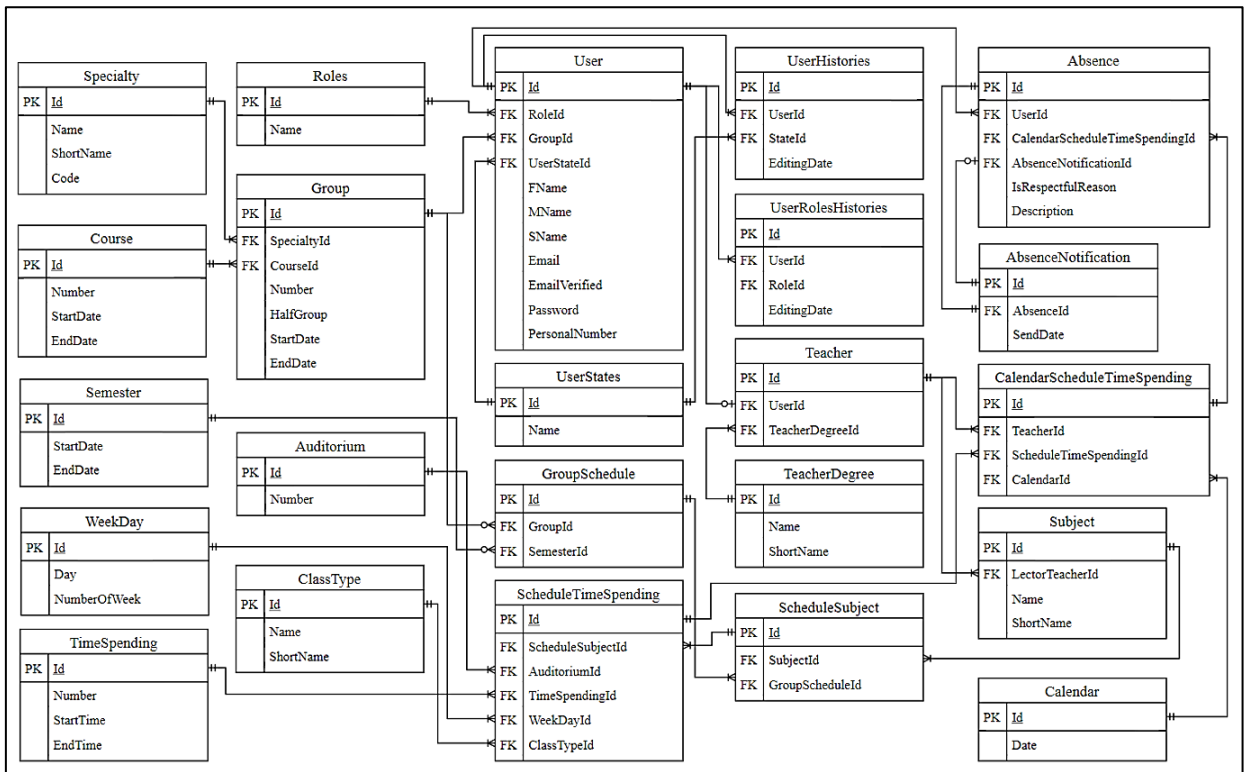 Specialty
PK Id
Name
ShortName
Code
Course
PK Id
Number
StartDate
EndDate
Semester
PK Id
StartDate
EndDate
WeekDay
PK Id
Day
NumberOfWeek
TimeSpending
PK Id
Number
StartTime
EndTime
Roles
PK Id
Name
Group
PK Id
FK SpecialtyId
FK CourseId
Number
HalfGroup
StartDate
EndDate
Auditorium
PK Id
Number
ClassType
PK Id
Name
ShortName
User
PK Id
FK RoleId
FK GroupId
FK UserStateId
FName
MName
SName
Email
EmailVerified
Password
PersonalNumber
UserStates
PK Id
Name
GroupSchedule
PK Id
FK GroupId
FK SemesterId
ScheduleTimeSpending
PK Id
FK ScheduleSubjectId
FK AuditoriumId
FK TimeSpendingId
FK WeekDayId
FK ClassTypeId
UserHistories
PK Id
FK UserId
FK StateId
EditingDate
UserRolesHistories
PK Id
FK UserId
FK RoleId
EditingDate
Teacher
PK Id
FK UserId
FK TeacherDegreeId
TeacherDegree
PK Id
Name
ShortName
ScheduleSubject
PK Id
FK SubjectId
FK GroupScheduleId
Absence
PK Id
FK UserId
FK CalendarScheduleTimeSpendingId
FK AbsenceNotificationId
IsRespectfulReason
Description
AbsenceNotification
PK Id
FK AbsenceId
SendDate
CalendarScheduleTimeSpending
PK Id
FK TeacherId
FK ScheduleTimeSpendingId
FK CalendarId
Subject
PK Id
FK LectorTeacherId
Name
ShortName
Calendar
PK Id
Date